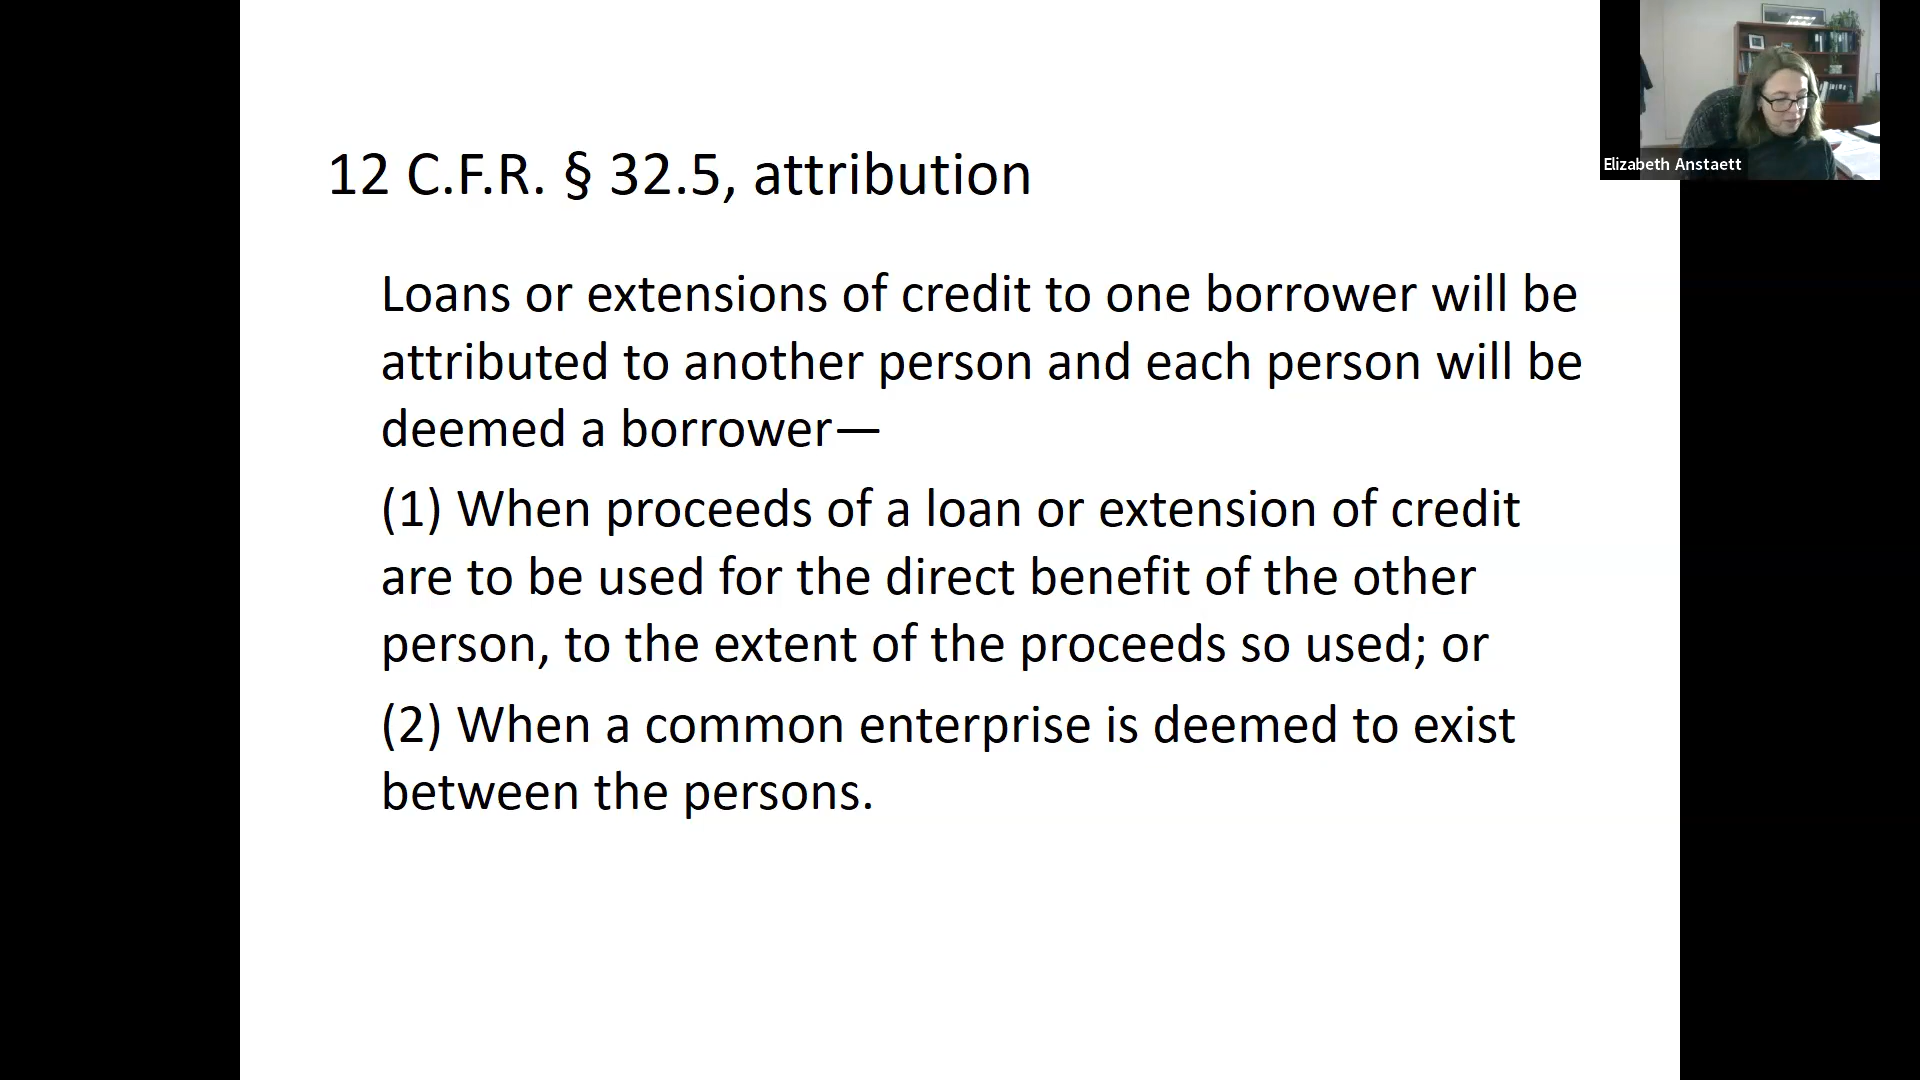 12 C.F.R. § 32.5, attribution
Loans or extensions of credit to one borrower will be
attributed to another person and each person will be
deemed a borrower—
(1) When proceeds of a loan or extension of credit
are to be used for the direct benefit of the other
person, to the extent of the proceeds so used; or
(2) When a common enterprise is deemed to exist
between the persons.
Elizabeth Anstaett